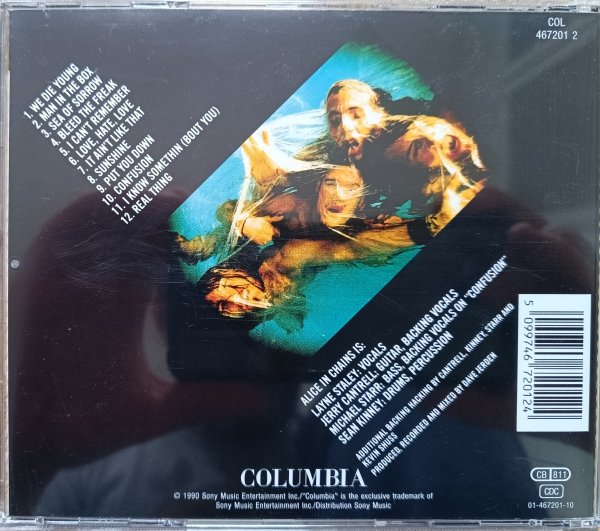 COL
467201 2
1. WE DIE YOUNG
2. MAN IN THE BOX
3. SEA OF SORROW
4. BLEED THE FREAK
5. I CAN'T REMEMBER
6. LOVE, HATE, LOVE
7. IT AIN'T LIKE THAT
8. SUNSHINE
9. PUT YOU DOWN
10. CONFUSION
11. I KNOW SOMETHIN (BOUT YOU)
12. REAL THING
ALICE IN CHAINS IS:
LAYNE STALEY: VOCALS
JERRY CANTRELL: GUITAR, BACKING VOCALS
MICHAEL STARR: BASS, BACKING VOCALS ON "CONFUSION"
SEAN KINNEY: DRUMS, PERCUSSION
ADDITIONAL BACKING HACKING BY CANTRELL, KINNEY, STARR AND
KEVIN SHUSS
PRODUCED, RECORDED AND MIXED BY DAVE JERDEN
5 099746 720124
COLUMBIA
CB 811
CDC
© 1990 Sony Music Entertainment Inc./"Columbia" is the exclusive trademark of
Sony Music Entertainment Inc./Distribution Sony Music
01-467201-10